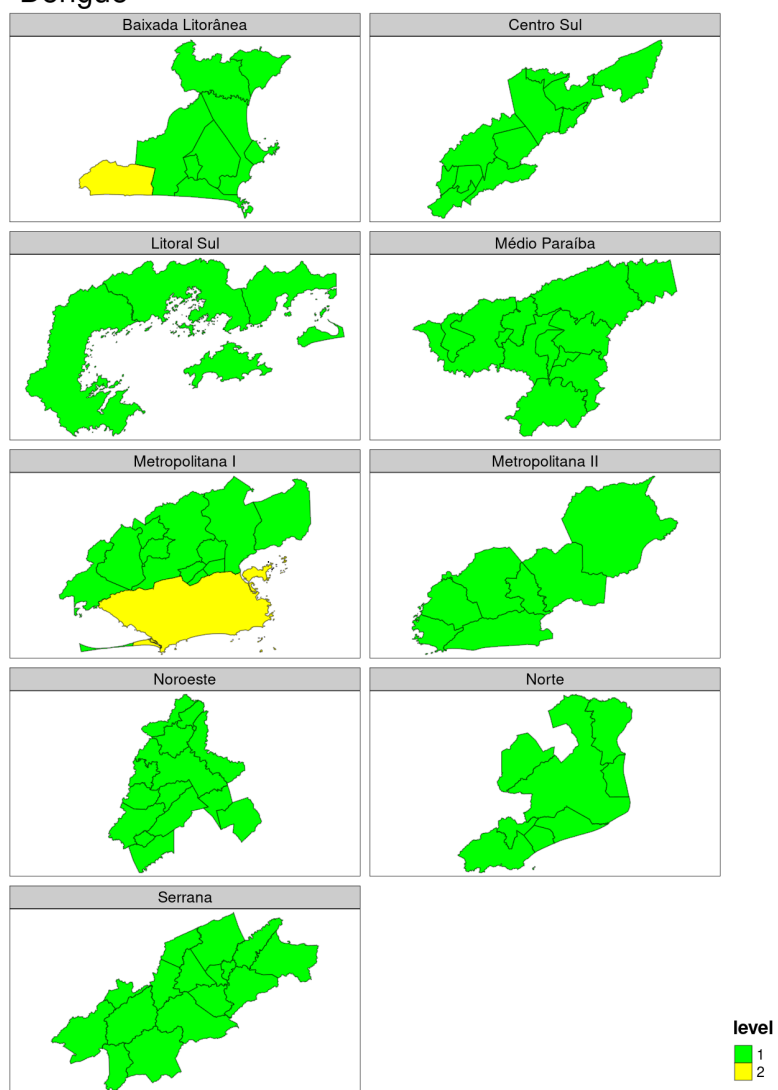 Dengue
Baixada Litorânea
Centro Sul
Litoral Sul
Médio Paraíba
Metropolitana I
Metropolitana II
Noroeste
Norte
Serrana
level
1
2